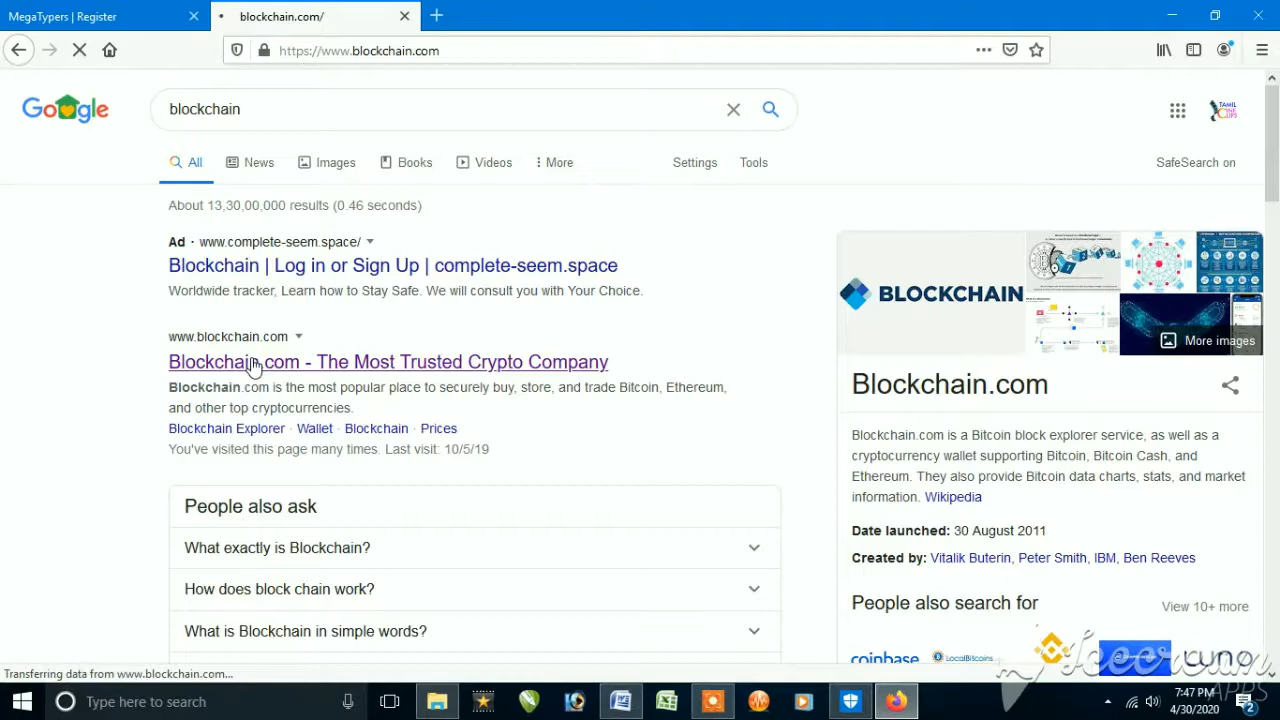 MegaTypers | Register
blockchain.com/
https://www.blockchain.com
Google
blockchain
All
News
Images
Books
Videos
More
Settings
Tools
SafeSearch on
About 13,30,00,000 results (0.46 seconds)
Ad · www.complete-seem.space/
Blockchain | Log in or Sign Up | complete-seem.space
Worldwide tracker, Learn how to Stay Safe. We will consult you with Your Choice.
www.blockchain.com
Blockchain.com - The Most Trusted Crypto Company
Blockchain.com is the most popular place to securely buy, store, and trade Bitcoin, Ethereum,
and other top cryptocurrencies.
Blockchain Explorer · Wallet · Blockchain · Prices
You've visited this page many times. Last visit: 10/5/19
People also ask
What exactly is Blockchain?
How does block chain work?
What is Blockchain in simple words?
BLOCKCHAIN
More images
Blockchain.com
Blockchain.com is a Bitcoin block explorer service, as well as a
cryptocurrency wallet supporting Bitcoin, Bitcoin Cash, and
Ethereum. They also provide Bitcoin data charts, stats, and market
information. Wikipedia
Date launched: 30 August 2011
Created by: Vitalik Buterin, Peter Smith, IBM, Ben Reeves
People also search for
View 10+ more
coinbase
LocalBitcoins
Icecream
APPS
Transferring data from www.blockchain.com...
Type here to search
7:47 PM
4/30/2020
2